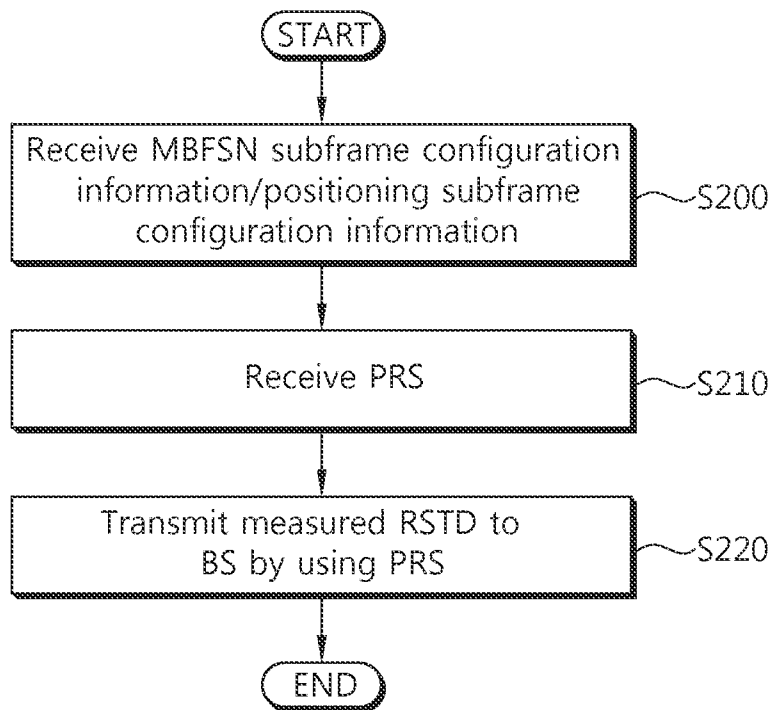 START
Receive MBFSN subframe configuration
information/positioning subframe
configuration information
S200
Receive PRS
S210
Transmit measured RSTD to
BS by using PRS
S220
END